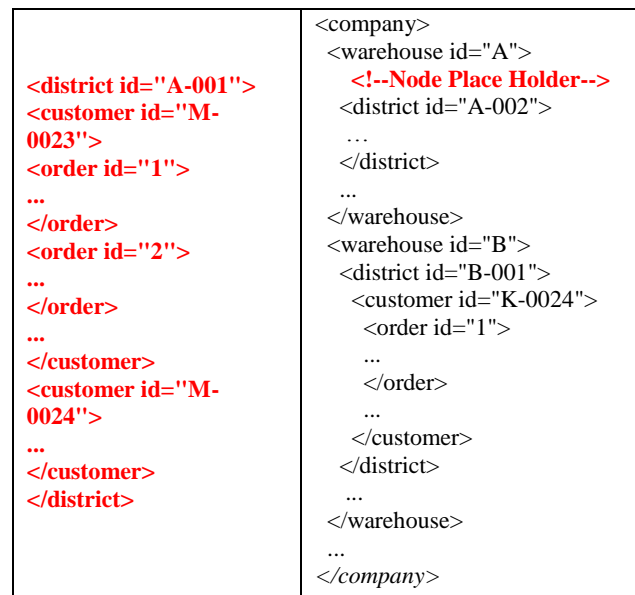 <district id="A-001">
<customer id="M-
0023">
<order id="1">
...
</order>
<order id="2">
...
</order>
...
</customer>
<customer id="M-
0024">
...
</customer>
</district>
<company>
<warehouse id="A">
<!--Node Place Holder-->
<district id="A-002">
…
</district>
...
</warehouse>
<warehouse id="B">
<district id="B-001">
<customer id="K-0024">
<order id="1">
...
</order>
...
</customer>
</district>
...
</warehouse>
...
</company>